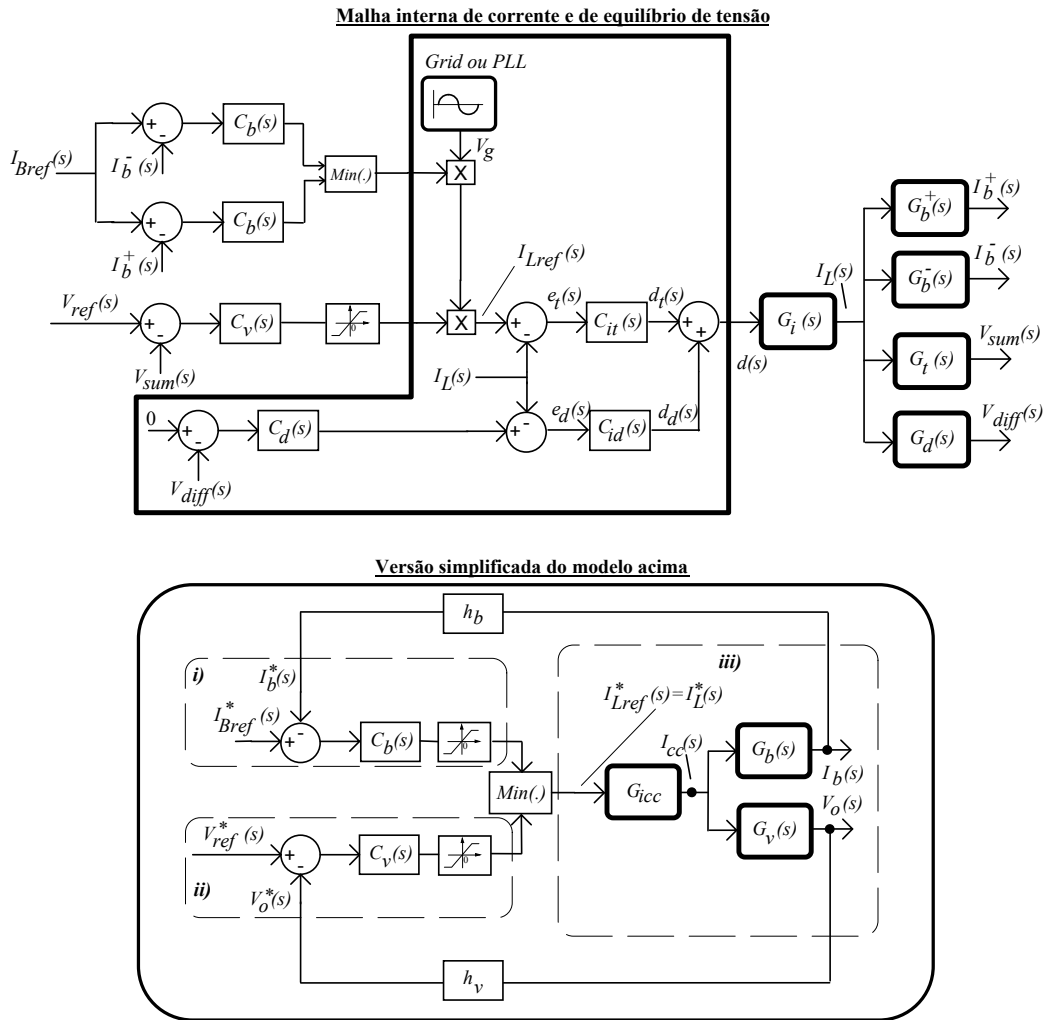 Malha interna de corrente e de equilíbrio de tensão
Grid ou PLL
V_g
I_Bref(s)
+ -
I_b^-(s)
C_b(s)
Min(.)
X
+ -
I_b^+(s)
C_b(s)
V_ref(s)
+ -
V_sum(s)
C_v(s)
0
X
I_Lref(s)
+ -
e_t(s)
C_it(s)
d_t(s)
+ +
d(s)
G_i(s)
I_L(s)
I_L(s)
0
+ -
V_diff(s)
C_d(s)
+ -
e_d(s)
C_id(s)
d_d(s)
G_b^+(s)
I_b^+(s)
G_b^-(s)
I_b^-(s)
G_t(s)
V_sum(s)
G_d(s)
V_diff(s)
Versão simplificada do modelo acima
h_b
i)
I_b^*(s)
I_Bref^*(s)
+ -
C_b(s)
0
Min(.)
ii)
V_ref^*(s)
+ -
V_o^*(s)
C_v(s)
0
iii)
I_Lref^*(s)=I_L^*(s)
G_icc
I_cc(s)
G_b(s)
I_b(s)
G_v(s)
V_o(s)
h_v